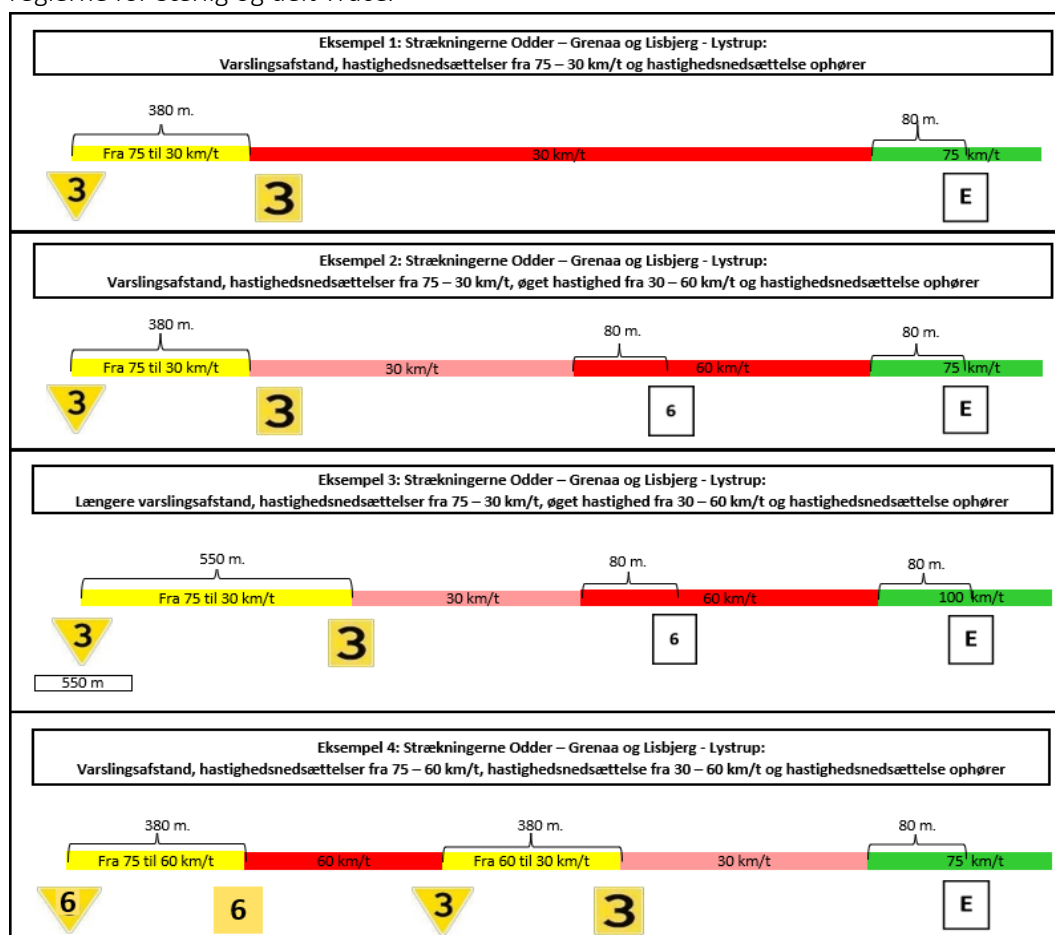 Eksempel 1: Strækningerne Odder – Grenaa og Lisbjerg - Lystrup:
Varslingsafstand, hastighedsnedsættelser fra 75 – 30 km/t og hastighedsnedsættelse ophører
380 m.
80 m.
Fra 75 til 30 km/t
30 km/t
75 km/t
3
3
E
Eksempel 2: Strækningerne Odder – Grenaa og Lisbjerg - Lystrup:
Varslingsafstand, hastighedsnedsættelser fra 75 – 30 km/t, øget hastighed fra 30 – 60 km/t og hastighedsnedsættelse ophører
380 m.
80 m.
80 m.
Fra 75 til 30 km/t
30 km/t
60 km/t
75 km/t
3
3
6
E
Eksempel 3: Strækningerne Odder – Grenaa og Lisbjerg - Lystrup:
Længere varslingsafstand, hastighedsnedsættelser fra 75 – 30 km/t, øget hastighed fra 30 – 60 km/t og hastighedsnedsættelse ophører
550 m.
80 m.
80 m.
Fra 75 til 30 km/t
30 km/t
60 km/t
100 km/t
3
3
6
E
550 m
Eksempel 4: Strækningerne Odder – Grenaa og Lisbjerg - Lystrup:
Varslingsafstand, hastighedsnedsættelser fra 75 – 60 km/t, hastighedsnedsættelse fra 30 – 60 km/t og hastighedsnedsættelse ophører
380 m.
380 m.
80 m.
Fra 75 til 60 km/t
60 km/t
Fra 60 til 30 km/t
30 km/t
75 km/t
6
6
3
3
E